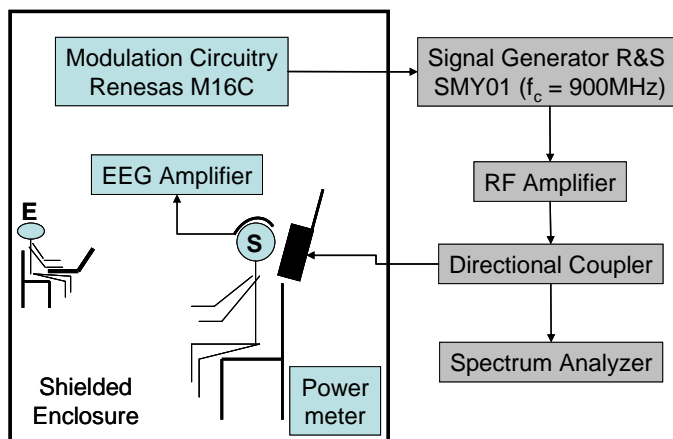 Modulation Circuitry
Renesas M16C
Signal Generator R&S
SMY01 (fc = 900MHz)
EEG Amplifier
RF Amplifier
E
S
Directional Coupler
Spectrum Analyzer
Shielded
Enclosure
Power
meter